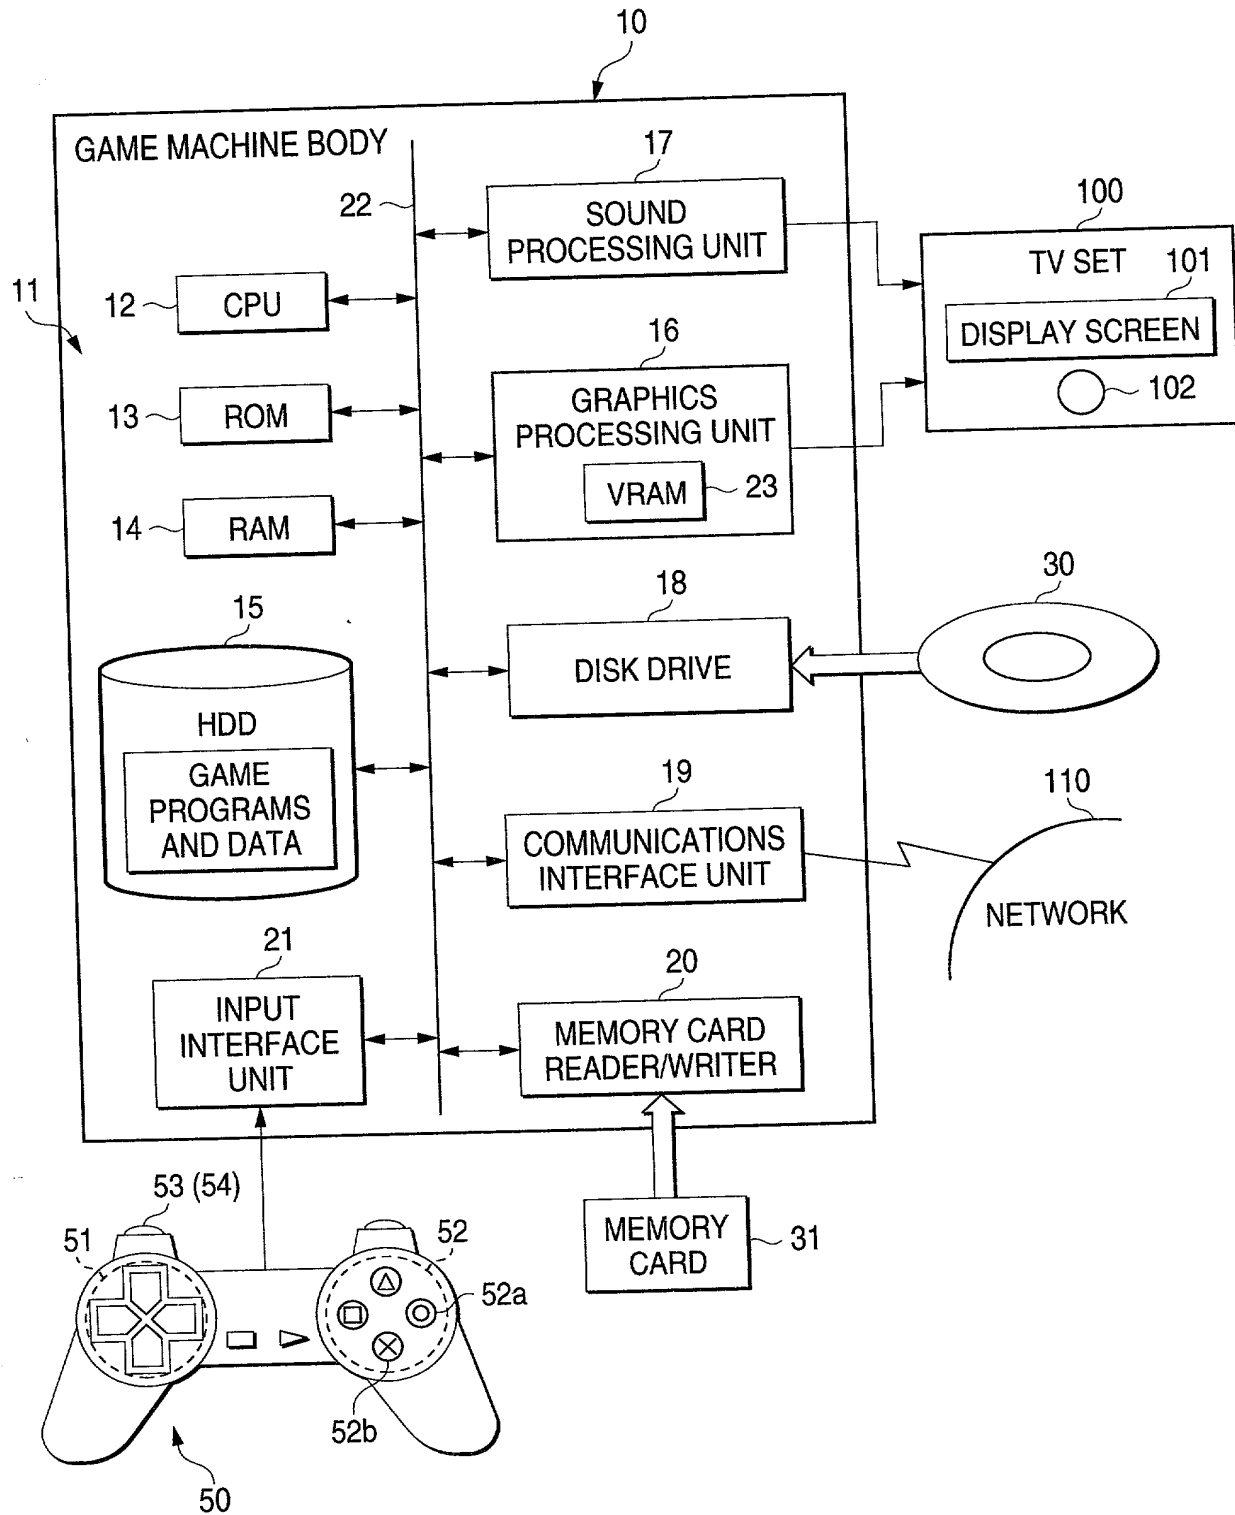 10
GAME MACHINE BODY
17
22
SOUND
PROCESSING UNIT
100
TV SET
101
DISPLAY SCREEN
102
11
12
CPU
16
GRAPHICS
PROCESSING UNIT
VRAM
23
13
ROM
14
RAM
18
DISK DRIVE
30
15
HDD
GAME
PROGRAMS
AND DATA
19
COMMUNICATIONS
INTERFACE UNIT
110
NETWORK
21
INPUT
INTERFACE
UNIT
20
MEMORY CARD
READER/WRITER
53 (54)
51
52
52a
52b
50
MEMORY
CARD
31